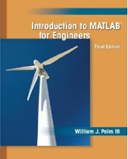 Introduction to MATLAB®
for Engineers
Third Edition
William J. Palm III